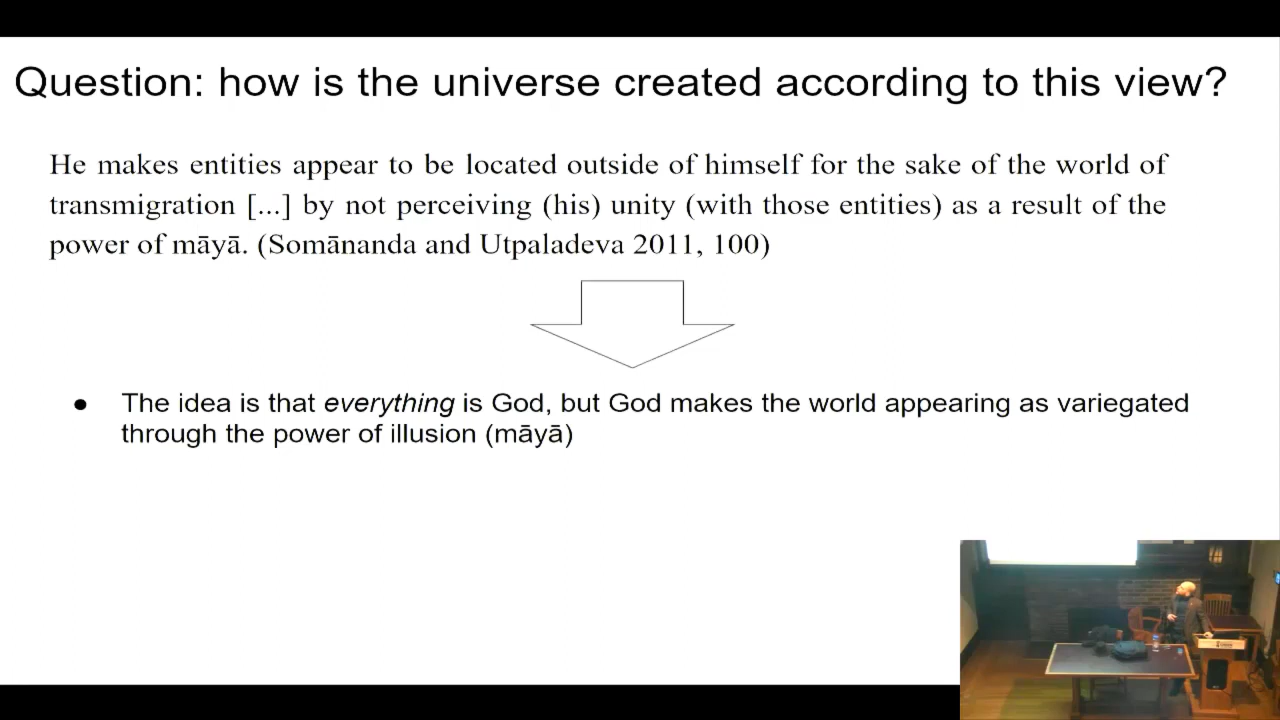 Question: how is the universe created according to this view?
He makes entities appear to be located outside of himself for the sake of the world of
transmigration [...] by not perceiving (his) unity (with those entities) as a result of the
power of māyā. (Somānanda and Utpaladeva 2011, 100)
● The idea is that everything is God, but God makes the world appearing as variegated
through the power of illusion (māyā)